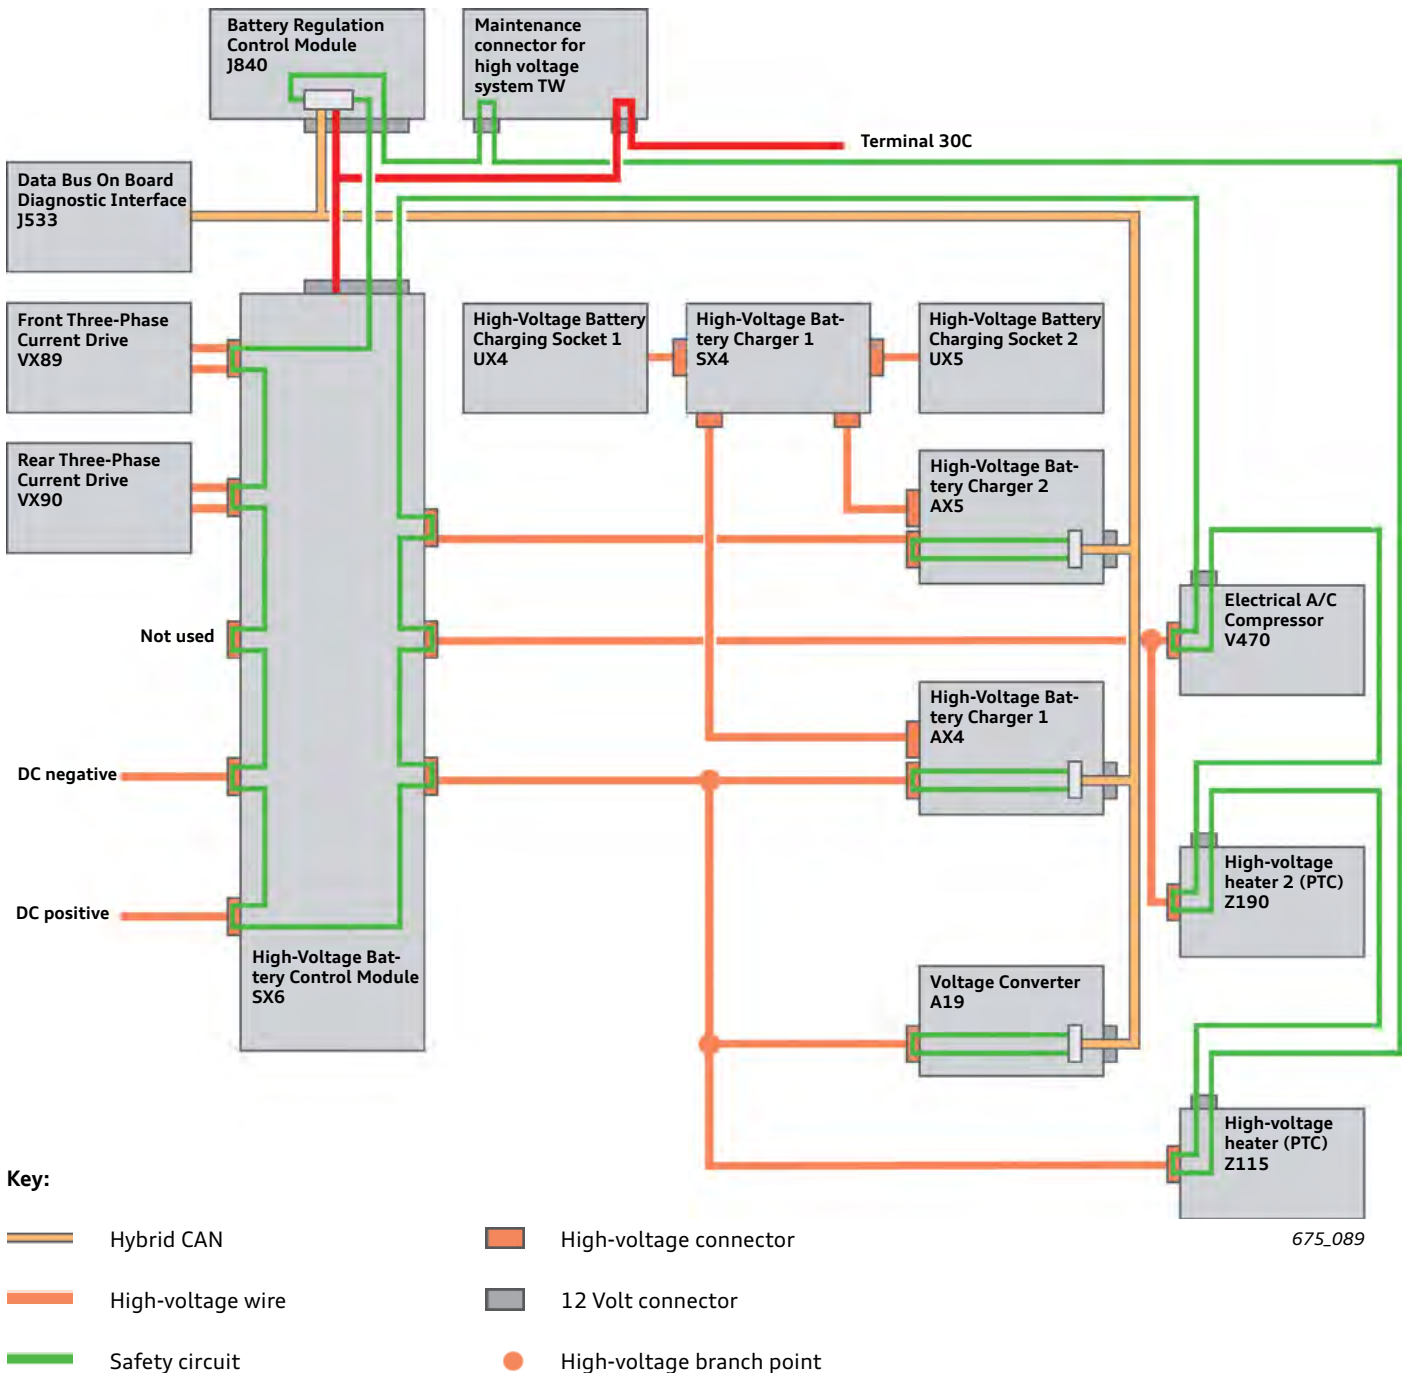 Battery Regulation
Control Module
J840
Maintenance
connector for
high voltage
system TW
Terminal 30C
Data Bus On Board
Diagnostic Interface
J533
Front Three-Phase
Current Drive
VX89
High-Voltage Battery
Charging Socket 1
UX4
High-Voltage Bat-
tery Charger 1
SX4
High-Voltage Battery
Charging Socket 2
UX5
Rear Three-Phase
Current Drive
VX90
High-Voltage Bat-
tery Charger 2
AX5
Electrical A/C
Compressor
V470
Not used
High-Voltage Bat-
tery Charger 1
AX4
DC negative
High-voltage
heater 2 (PTC)
Z190
DC positive
High-Voltage Bat-
tery Control Module
SX6
Voltage Converter
A19
High-voltage
heater (PTC)
Z115
Key:
Hybrid CAN
High-voltage connector
675_089
High-voltage wire
12 Volt connector
Safety circuit
High-voltage branch point